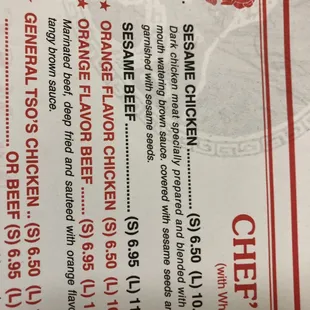 CHEF'
(with Wh
SESAME CHICKEN................ (S) 6.50 (L) 10.
Dark chicken meat specially prepared and blended with
mouth watering brown sauce. covered with sesame seeds a
garnished with sesame seeds.
SESAME BEEF.................... (S) 6.95 (L) 11
ORANGE FLAVOR CHICKEN (S) 6.50 (L) 10
ORANGE FLAVOR BEEF ..... (S) 6.95 (L) 1
Marinated beef, deep fried and sauteed with orange flavo
tangy brown sauce.
GENERAL TSO'S CHICKEN .. (S) 6.50 (L)
.......................... OR BEEF (S) 6.95 (L)